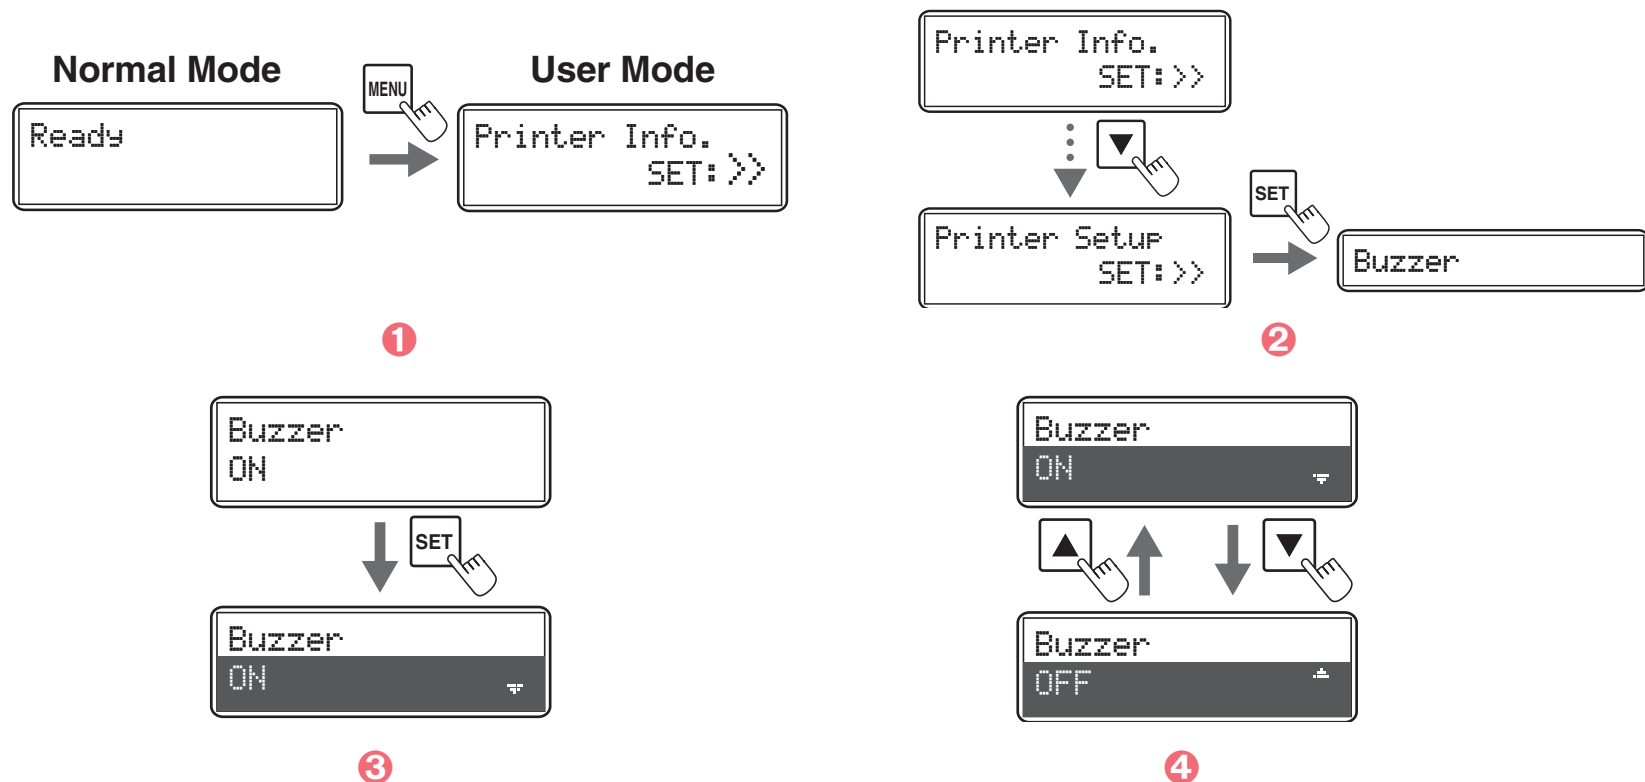 Normal Mode
MENU
User Mode
Ready
Printer Info.
SET:>>
1
Printer Info.
SET:>>
▼
Printer Setup
SET:>>
SET
Buzzer
2
Buzzer
ON
SET
Buzzer
ON
3
Buzzer
ON
▲
▼
Buzzer
OFF
4